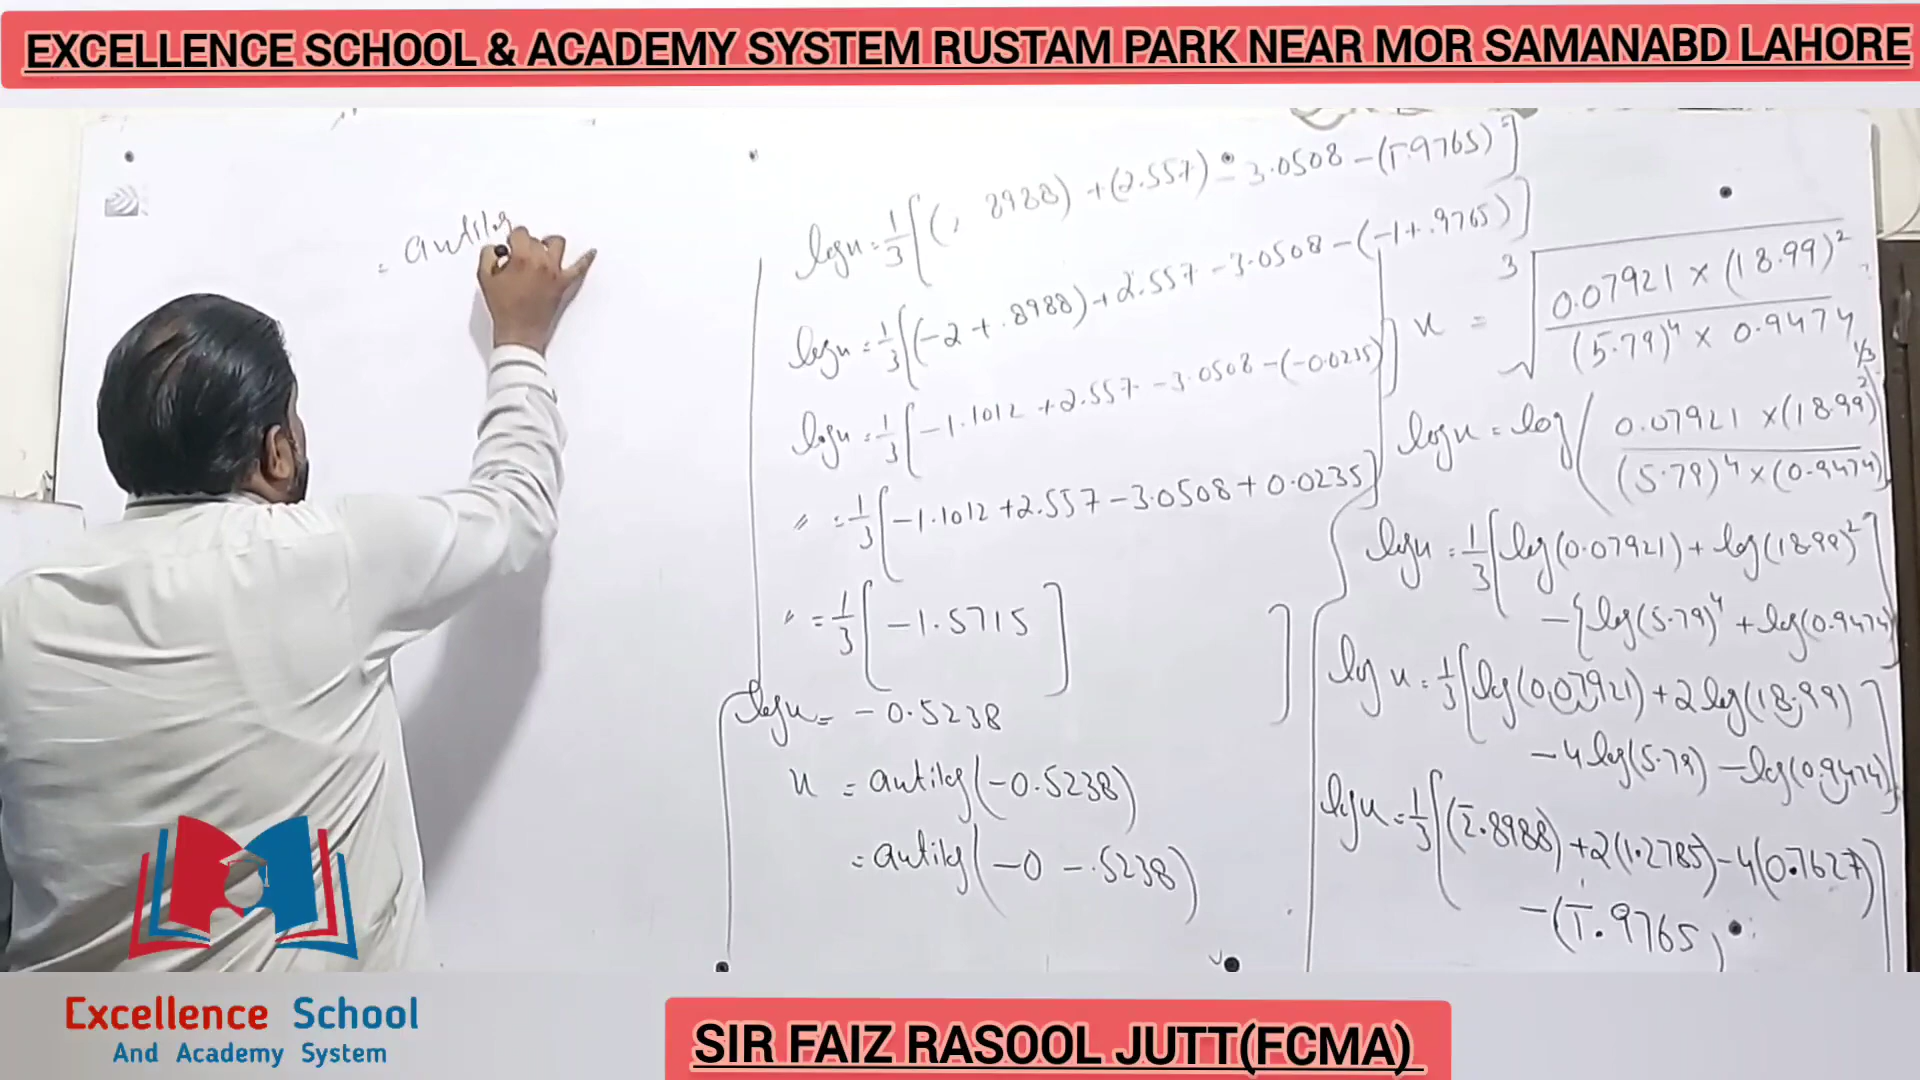 EXCELLENCE SCHOOL & ACADEMY SYSTEM RUSTAM PARK NEAR MOR SAMANABD LAHORE
x = ∛(0.07921 × (18.99)² / (5.79)⁴ × 0.9474)
log x = log (0.07921 × (18.99)² / (5.79)⁴ × (0.9474))^1/3
log x = 1/3 [log(0.07921) + log(18.99)²
- {log(5.79)⁴ + log(0.9474)
log x = 1/3 [log(0.07921) + 2 log(18.99)
- 4 log(5.79) - log(0.9474)]
log x = 1/3 [(2̄.8988) + 2(1.2785) - 4(0.7627)
- (1̄.9765)
log x = 1/3 [( .8988) + (2.557) - 3.0508 - (1̄.9765)]
log x = 1/3 [(-2 + .8988) + 2.557 - 3.0508 - (-1 + .9765)]
log x = 1/3 [-1.1012 + 2.557 - 3.0508 - (-0.0235)]
〃 = 1/3 [-1.1012 + 2.557 - 3.0508 + 0.0235]
〃 = 1/3 [-1.5715]
log x = -0.5238
x = antilog (-0.5238)
= antilog (-0 - .5238)
= antilog
Excellence School
And Academy System
SIR FAIZ RASOOL JUTT(FCMA)